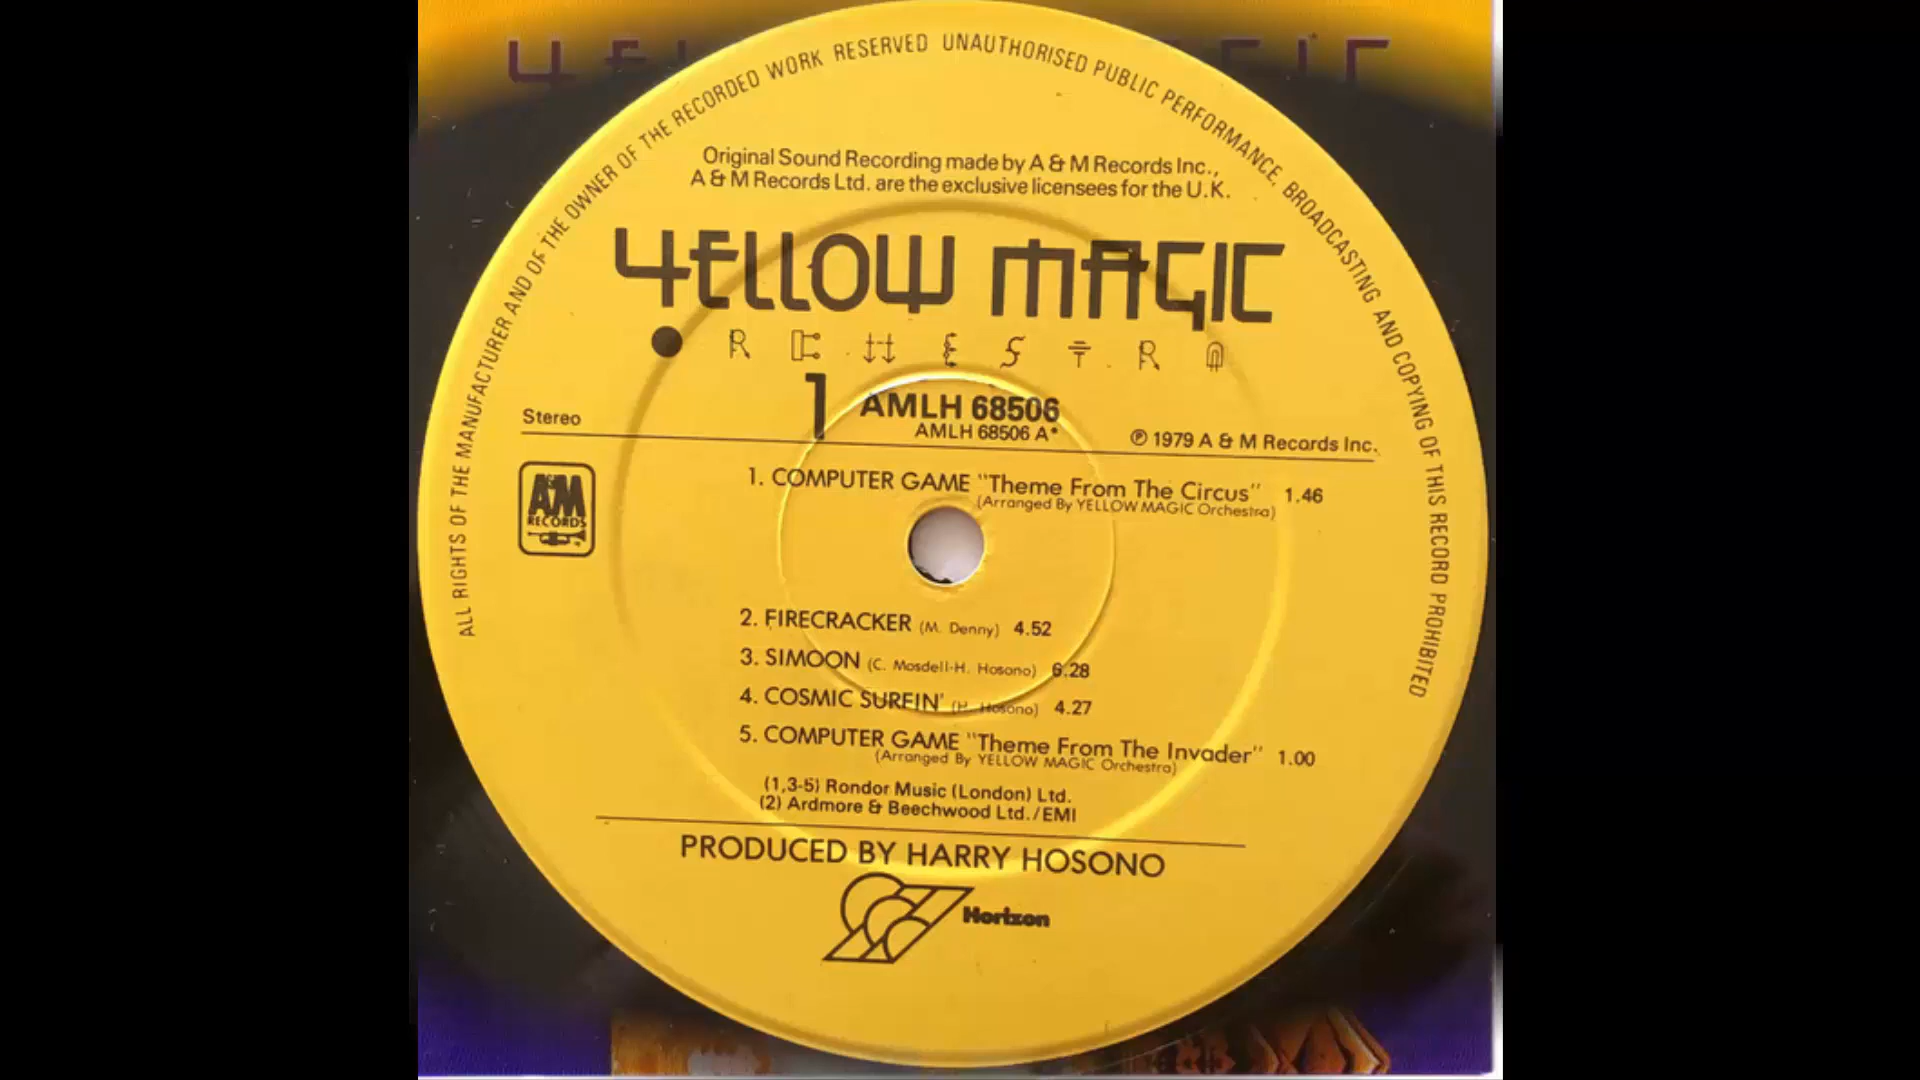 ALL RIGHTS OF THE MANUFACTURER AND OF THE OWNER OF THE RECORDED WORK RESERVED UNAUTHORISED PUBLIC PERFORMANCE, BROADCASTING AND COPYING OF THIS RECORD PROHIBITED
Original Sound Recording made by A & M Records Inc.,
A & M Records Ltd. are the exclusive licensees for the U.K.
YELLOW MAGIC
ORCHESTRA
1 AMLH 68506
AMLH 68506 A*
Stereo
℗ 1979 A & M Records Inc.
A&M
RECORDS
1. COMPUTER GAME "Theme From The Circus" 1.46
(Arranged By YELLOW MAGIC Orchestra)
2. FIRECRACKER (M. Denny) 4.52
3. SIMOON (C. Mosdell-H. Hosono) 6.28
4. COSMIC SURFIN' (H. Hosono) 4.27
5. COMPUTER GAME "Theme From The Invader" 1.00
(Arranged By YELLOW MAGIC Orchestra)
(1,3-5) Rondor Music (London) Ltd.
(2) Ardmore & Beechwood Ltd./EMI
PRODUCED BY HARRY HOSONO
Horizon